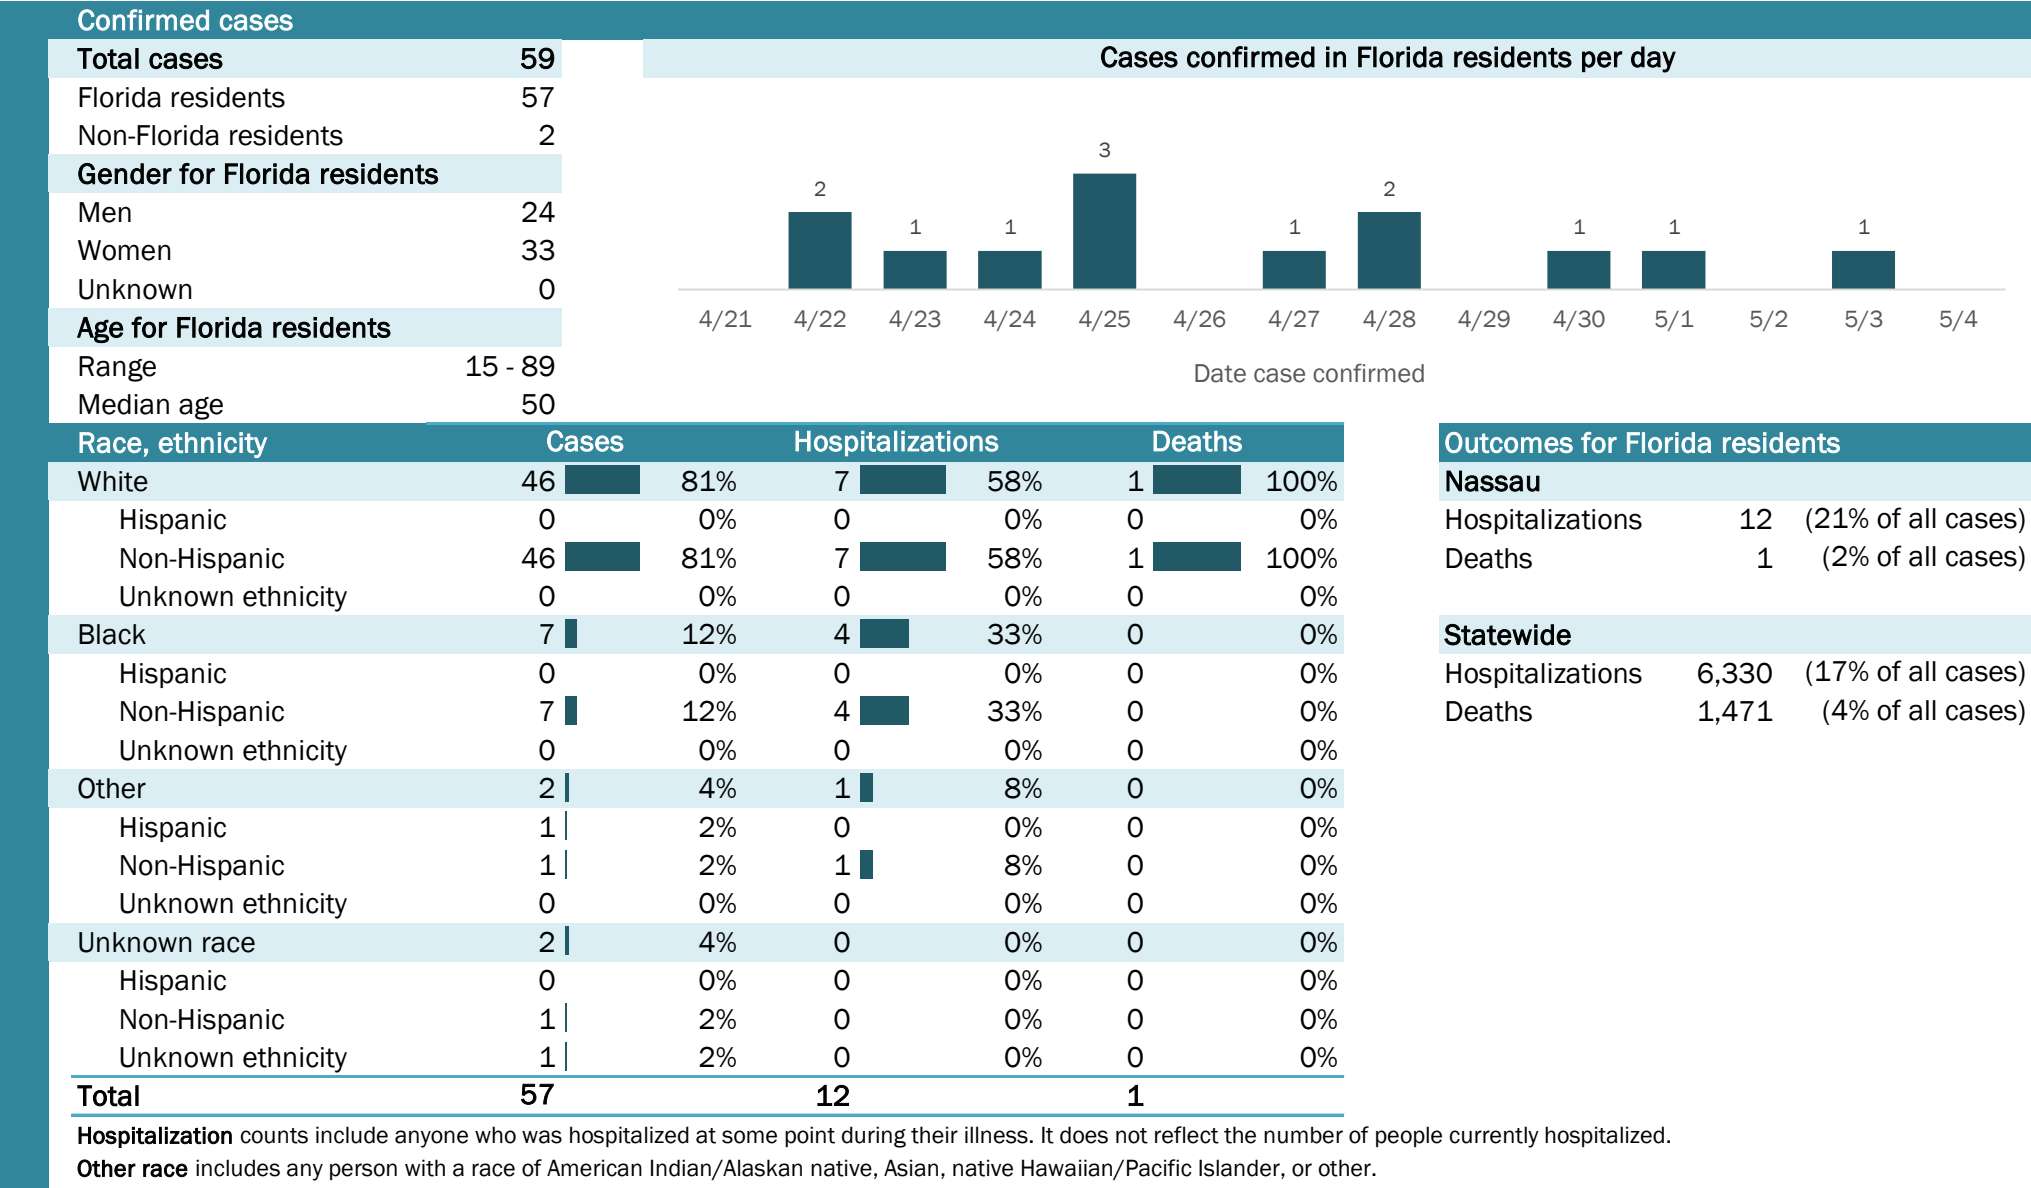 Confirmed cases
Total cases 59
Florida residents 57
Non-Florida residents 2
Gender for Florida residents
Men 24
Women 33
Unknown 0
Age for Florida residents
Range 15 - 89
Median age 50
Cases confirmed in Florida residents per day
2 1 1 3 1 2 1 1 1
4/21 4/22 4/23 4/24 4/25 4/26 4/27 4/28 4/29 4/30 5/1 5/2 5/3 5/4
Date case confirmed
Race, ethnicity Cases Hospitalizations Deaths
White 46 81% 7 58% 1 100%
Hispanic 0 0% 0 0% 0 0%
Non-Hispanic 46 81% 7 58% 1 100%
Unknown ethnicity 0 0% 0 0% 0 0%
Black 7 12% 4 33% 0 0%
Hispanic 0 0% 0 0% 0 0%
Non-Hispanic 7 12% 4 33% 0 0%
Unknown ethnicity 0 0% 0 0% 0 0%
Other 2 4% 1 8% 0 0%
Hispanic 1 2% 0 0% 0 0%
Non-Hispanic 1 2% 1 8% 0 0%
Unknown ethnicity 0 0% 0 0% 0 0%
Unknown race 2 4% 0 0% 0 0%
Hispanic 0 0% 0 0% 0 0%
Non-Hispanic 1 2% 0 0% 0 0%
Unknown ethnicity 1 2% 0 0% 0 0%
Total 57 12 1
Outcomes for Florida residents
Nassau
Hospitalizations 12 (21% of all cases)
Deaths 1 (2% of all cases)
Statewide
Hospitalizations 6,330 (17% of all cases)
Deaths 1,471 (4% of all cases)
Hospitalization counts include anyone who was hospitalized at some point during their illness. It does not reflect the number of people currently hospitalized.
Other race includes any person with a race of American Indian/Alaskan native, Asian, native Hawaiian/Pacific Islander, or other.